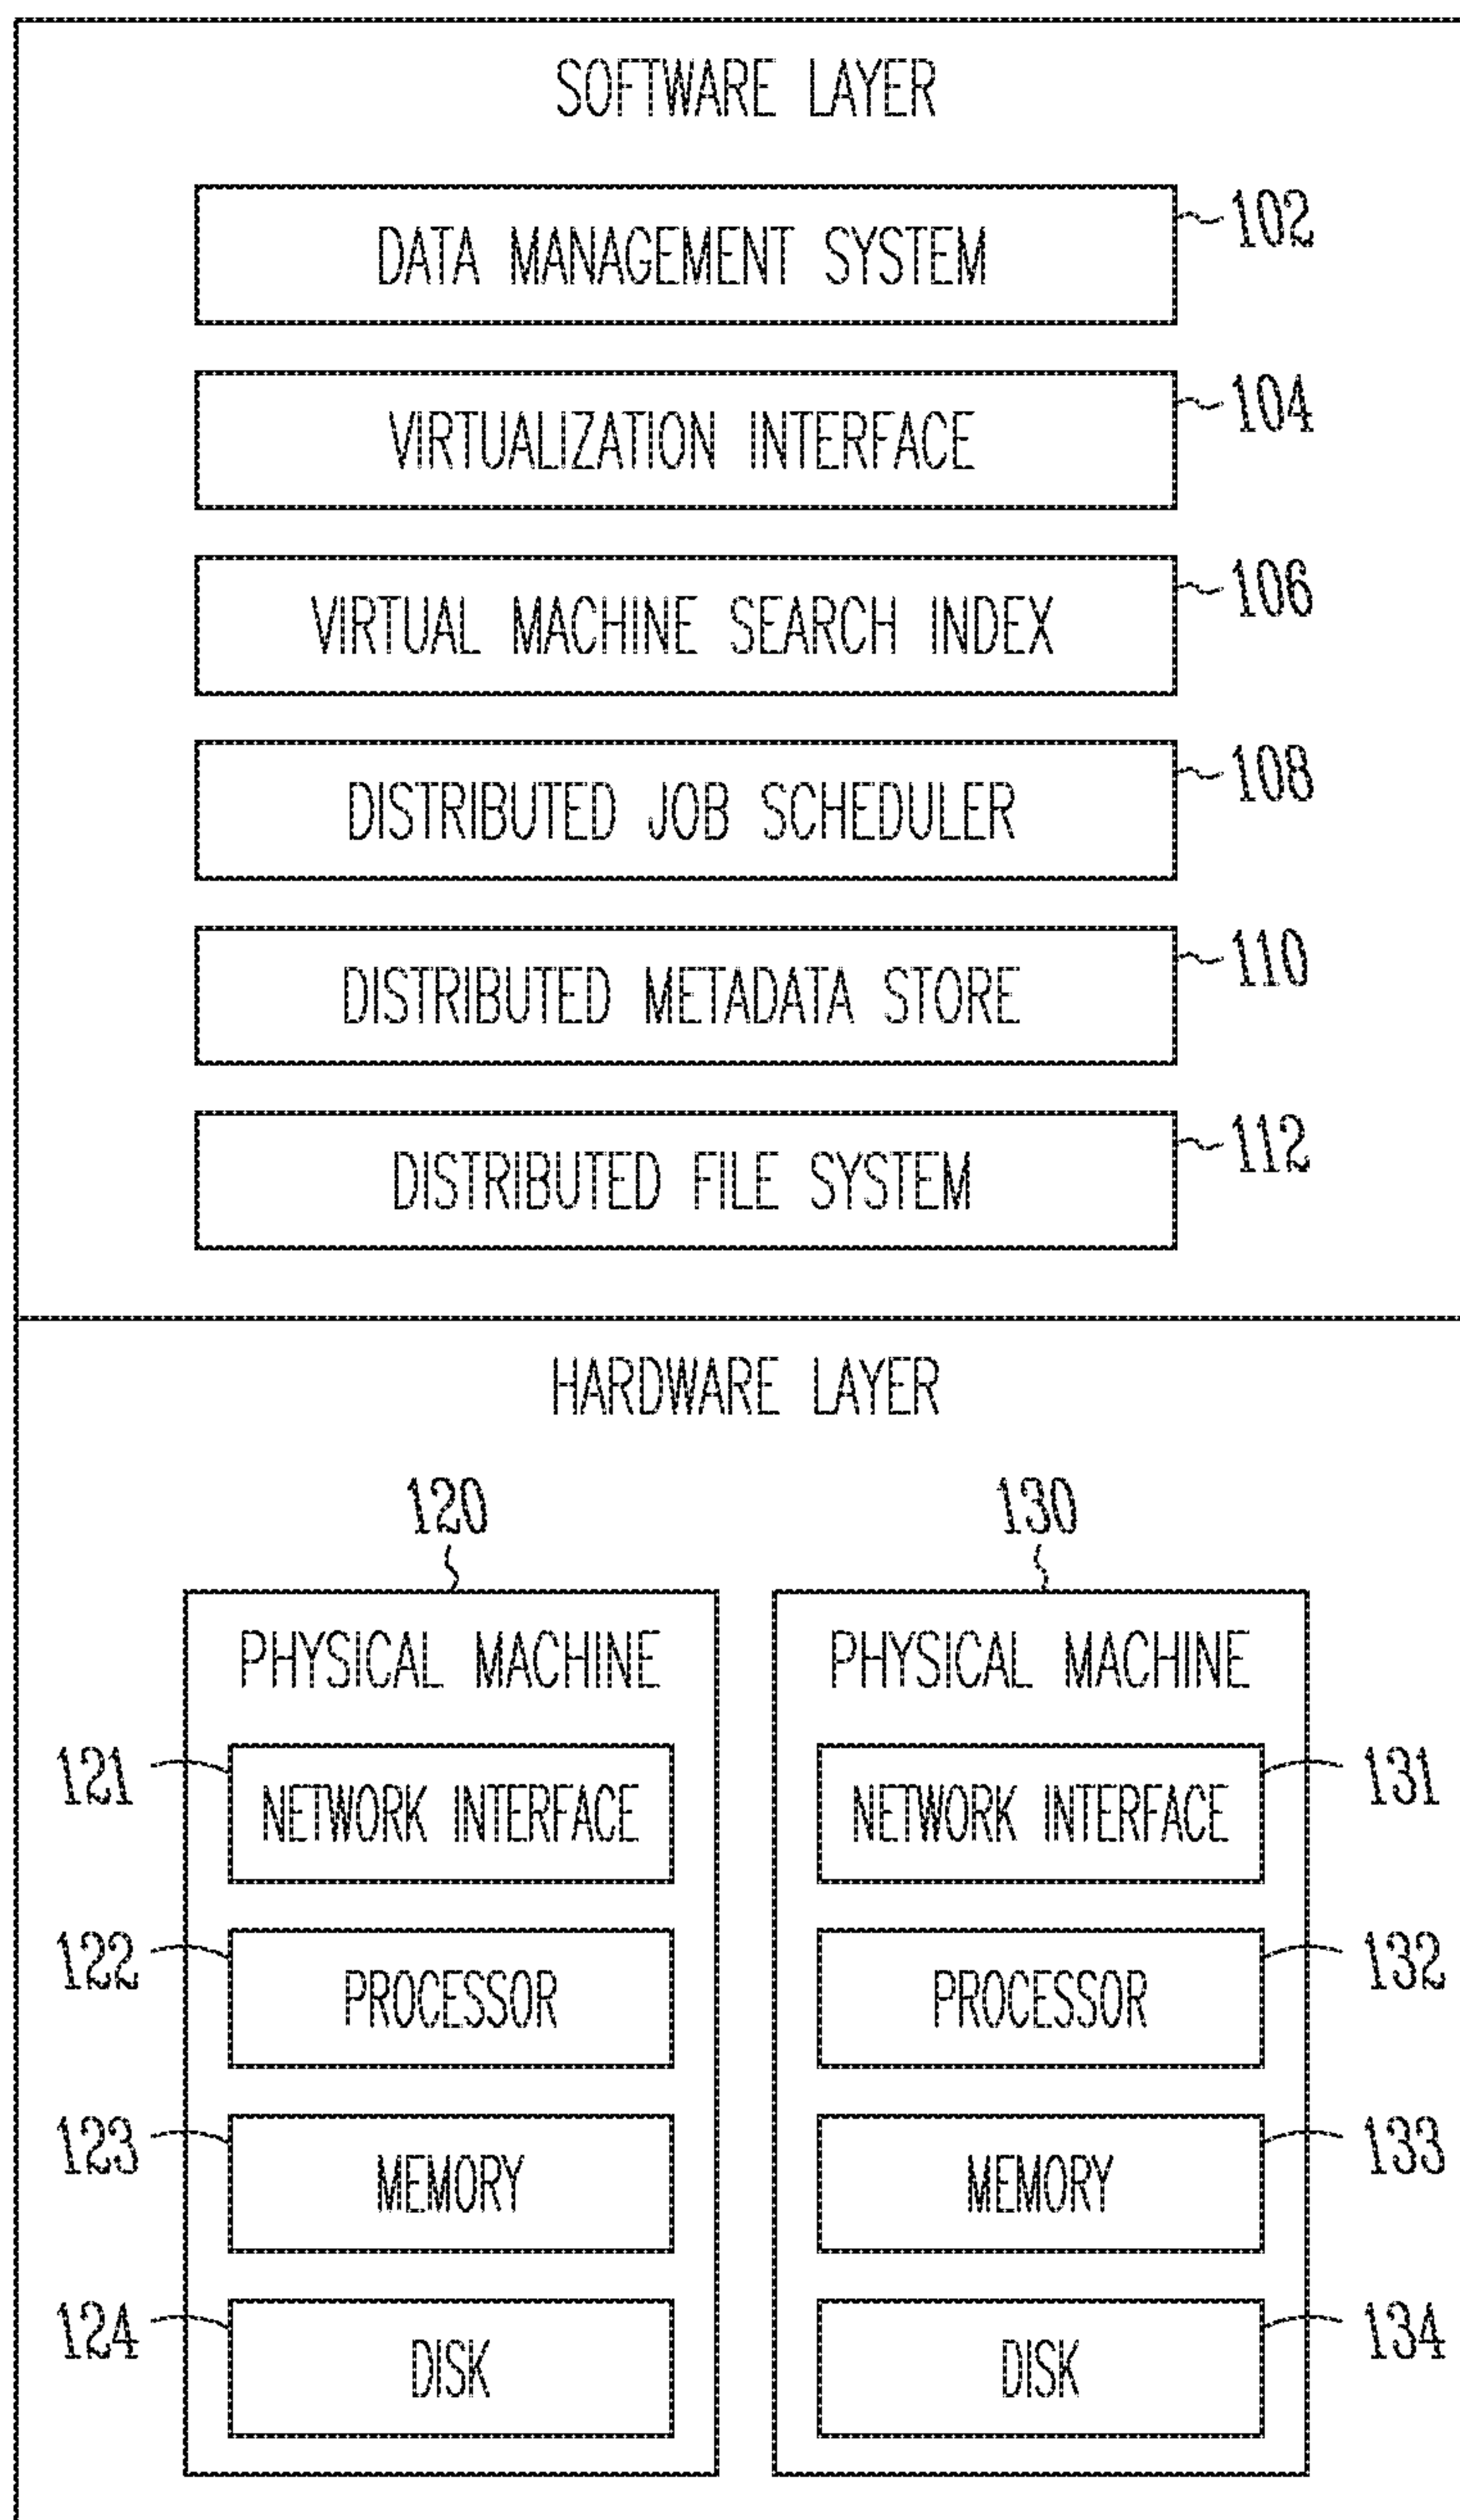 SOFTWARE LAYER
DATA MANAGEMENT SYSTEM
102
VIRTUALIZATION INTERFACE
104
VIRTUAL MACHINE SEARCH INDEX
106
DISTRIBUTED JOB SCHEDULER
108
DISTRIBUTED METADATA STORE
110
DISTRIBUTED FILE SYSTEM
112
HARDWARE LAYER
120
130
PHYSICAL MACHINE
PHYSICAL MACHINE
121
NETWORK INTERFACE
NETWORK INTERFACE
131
122
PROCESSOR
PROCESSOR
132
123
MEMORY
MEMORY
133
124
DISK
DISK
134